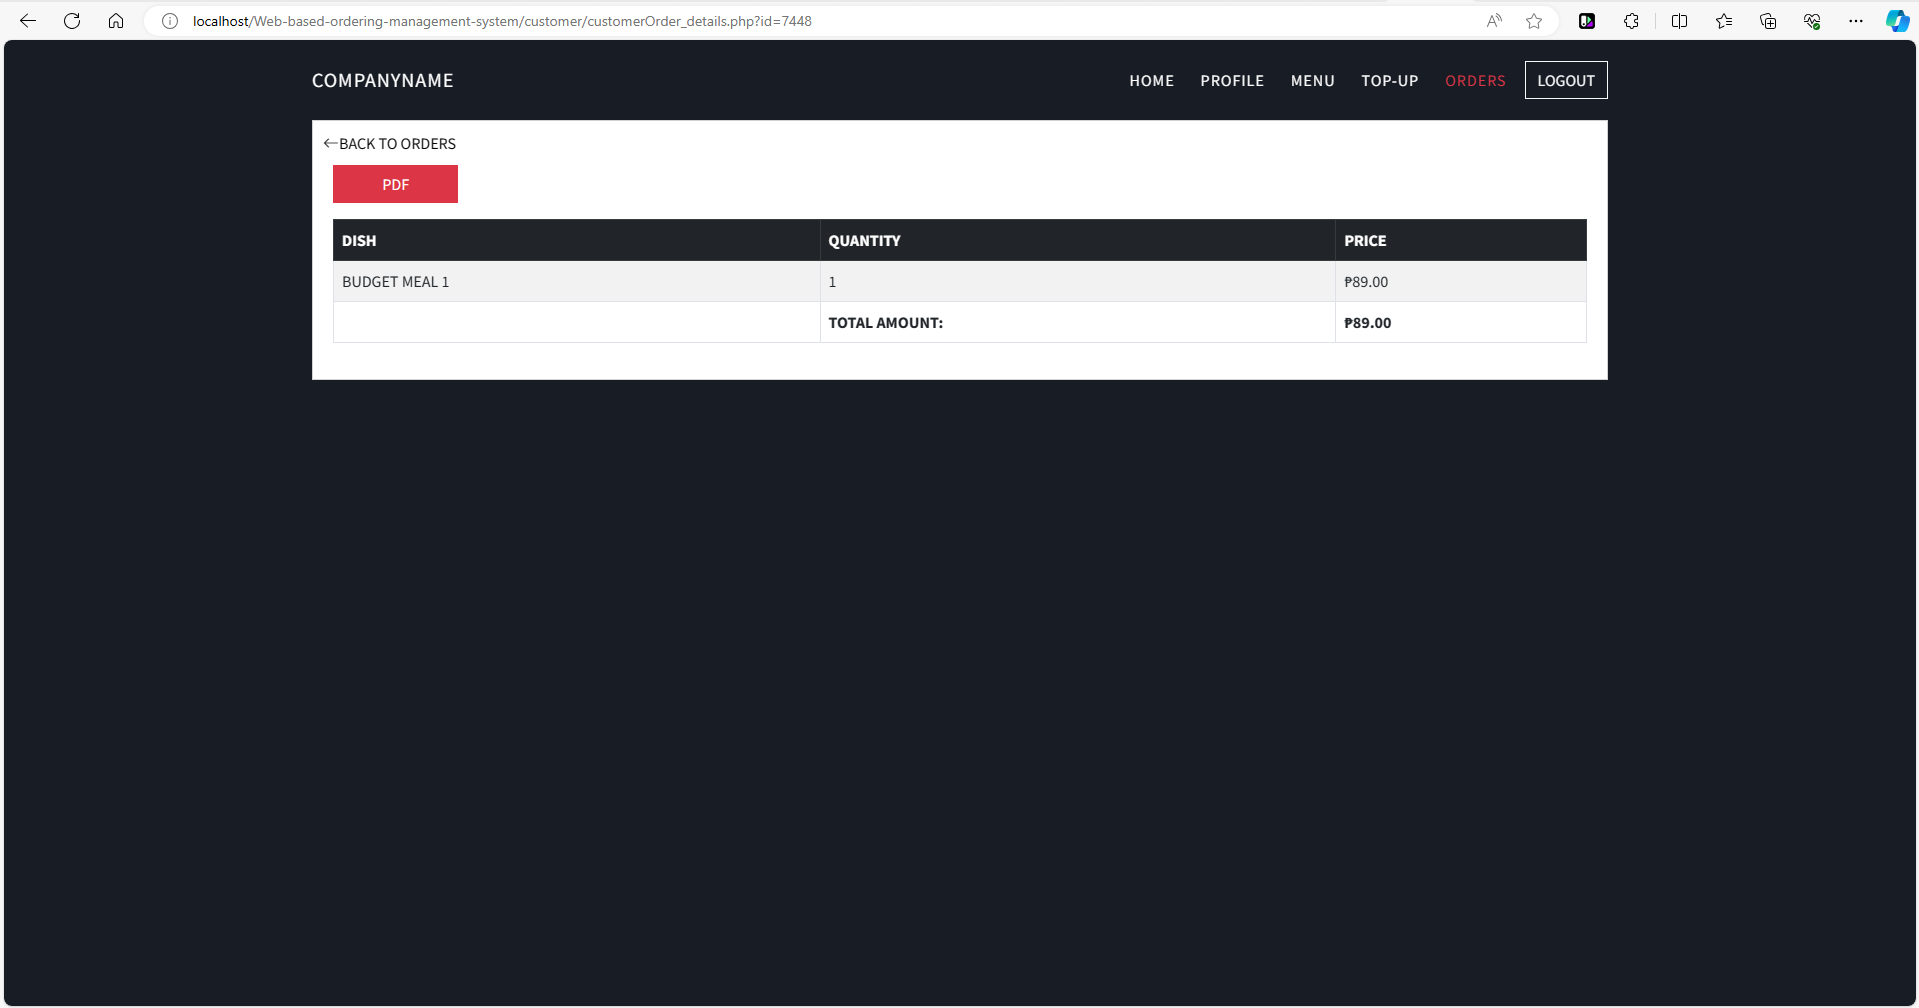 localhost/Web-based-ordering-management-system/customer/customerOrder_details.php?id=7448
COMPANYNAME HOME PROFILE MENU TOP-UP ORDERS LOGOUT
←BACK TO ORDERS
PDF
DISH QUANTITY PRICE
BUDGET MEAL 1 1 ₱89.00
TOTAL AMOUNT: ₱89.00